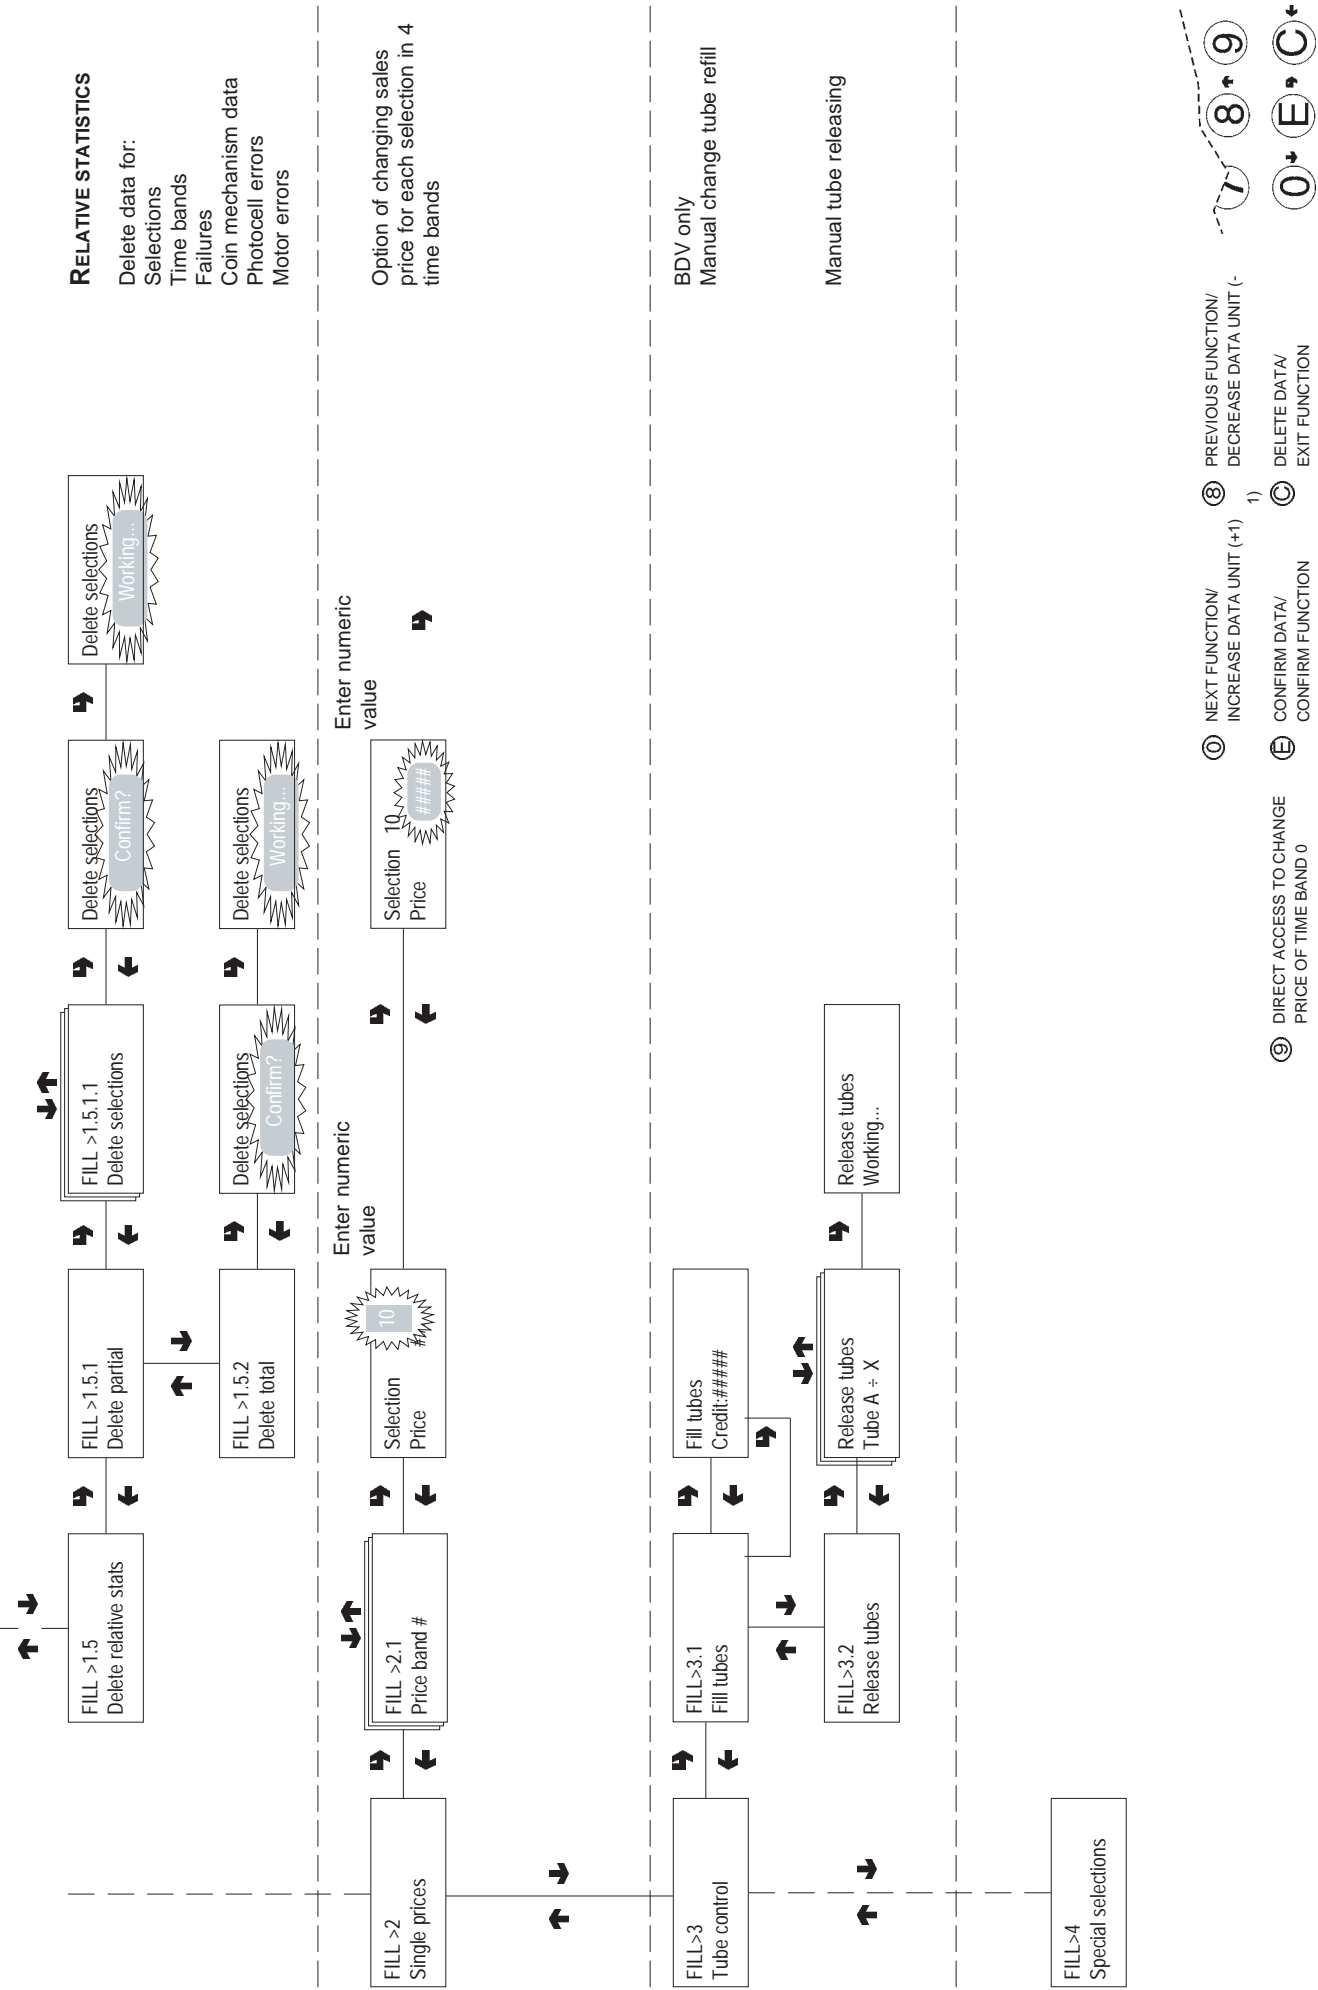 FILL >1.5
Delete relative stats
FILL >1.5.1
Delete partial
FILL >1.5.1.1
Delete selections
Delete selections
Confirm?
Delete selections
Working...
RELATIVE STATISTICS
Delete data for:
Selections
Time bands
Failures
Coin mechanism data
Photocell errors
Motor errors
FILL >1.5.2
Delete total
Delete selections
Confirm?
Delete selections
Working...
FILL >2
Single prices
FILL >2.1
Price band #
Enter numeric
value
Selection 10
Price #
Enter numeric
value
Selection 10
Price #####
Option of changing sales
price for each selection in 4
time bands
FILL>3
Tube control
FILL>3.1
Fill tubes
Fill tubes
Credit:#####
BDV only
Manual change tube refill
FILL>3.2
Release tubes
Release tubes
Tube A ÷ X
Release tubes
Working...
Manual tube releasing
FILL>4
Special selections
0 NEXT FUNCTION/
INCREASE DATA UNIT (+1)
8 PREVIOUS FUNCTION/
DECREASE DATA UNIT (-
1)
9 DIRECT ACCESS TO CHANGE
PRICE OF TIME BAND 0
E CONFIRM DATA/
CONFIRM FUNCTION
C DELETE DATA/
EXIT FUNCTION
7 8 9
0 E C